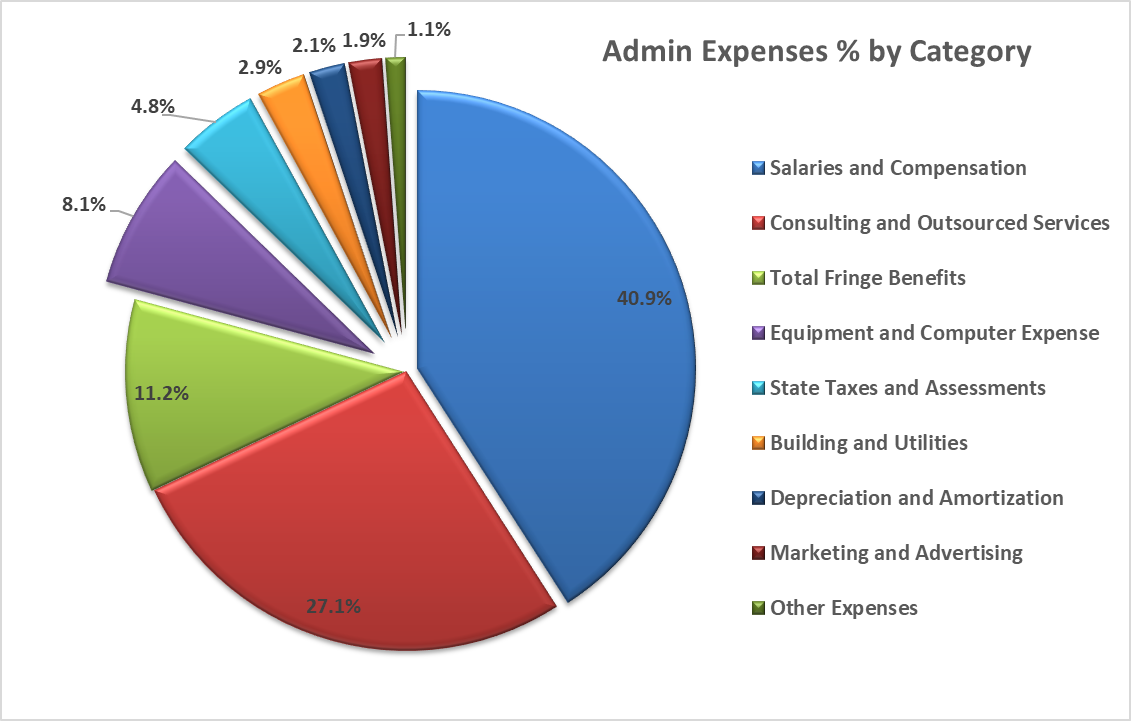 Admin Expenses % by Category
40.9%
27.1%
11.2%
8.1%
4.8%
2.9%
2.1%
1.9%
1.1%
Salaries and Compensation
Consulting and Outsourced Services
Total Fringe Benefits
Equipment and Computer Expense
State Taxes and Assessments
Building and Utilities
Depreciation and Amortization
Marketing and Advertising
Other Expenses